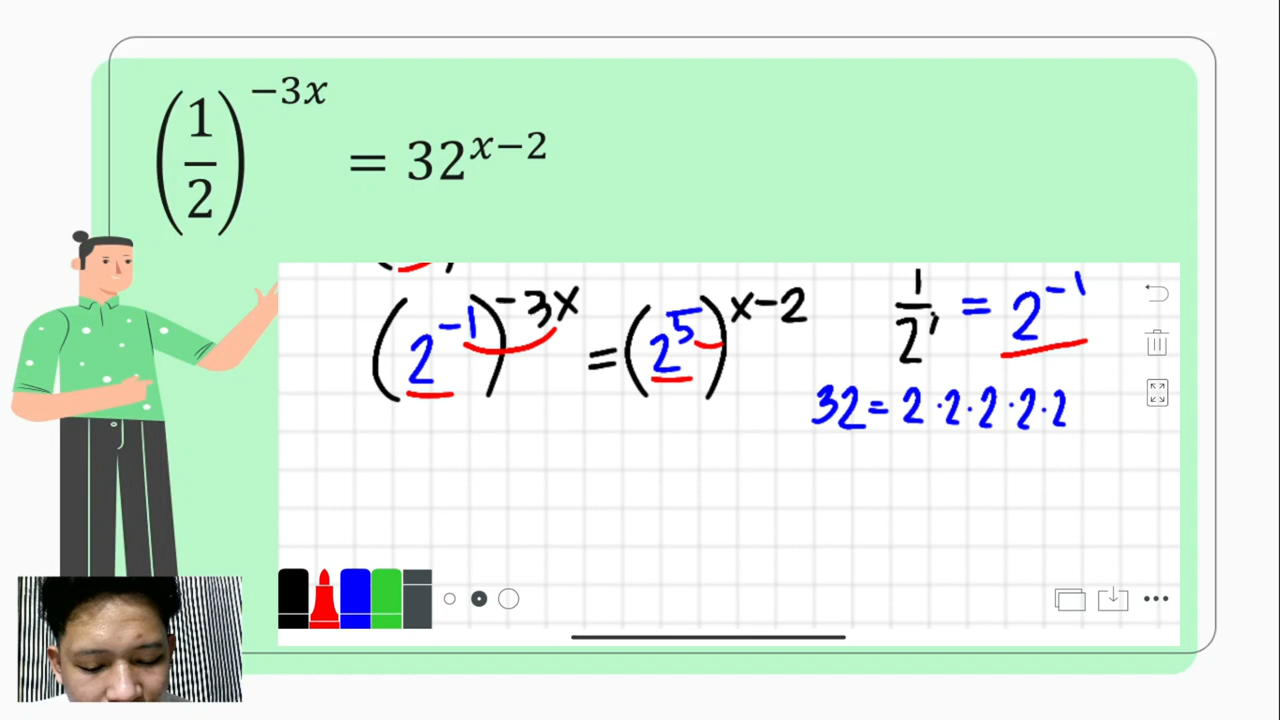 (1/2)^{−3x} = 32^{x−2}
(2^{-1})^{-3x} = (2^5)^{x-2}
1/2, = 2^{-1}
32 = 2 · 2 · 2 · 2 · 2